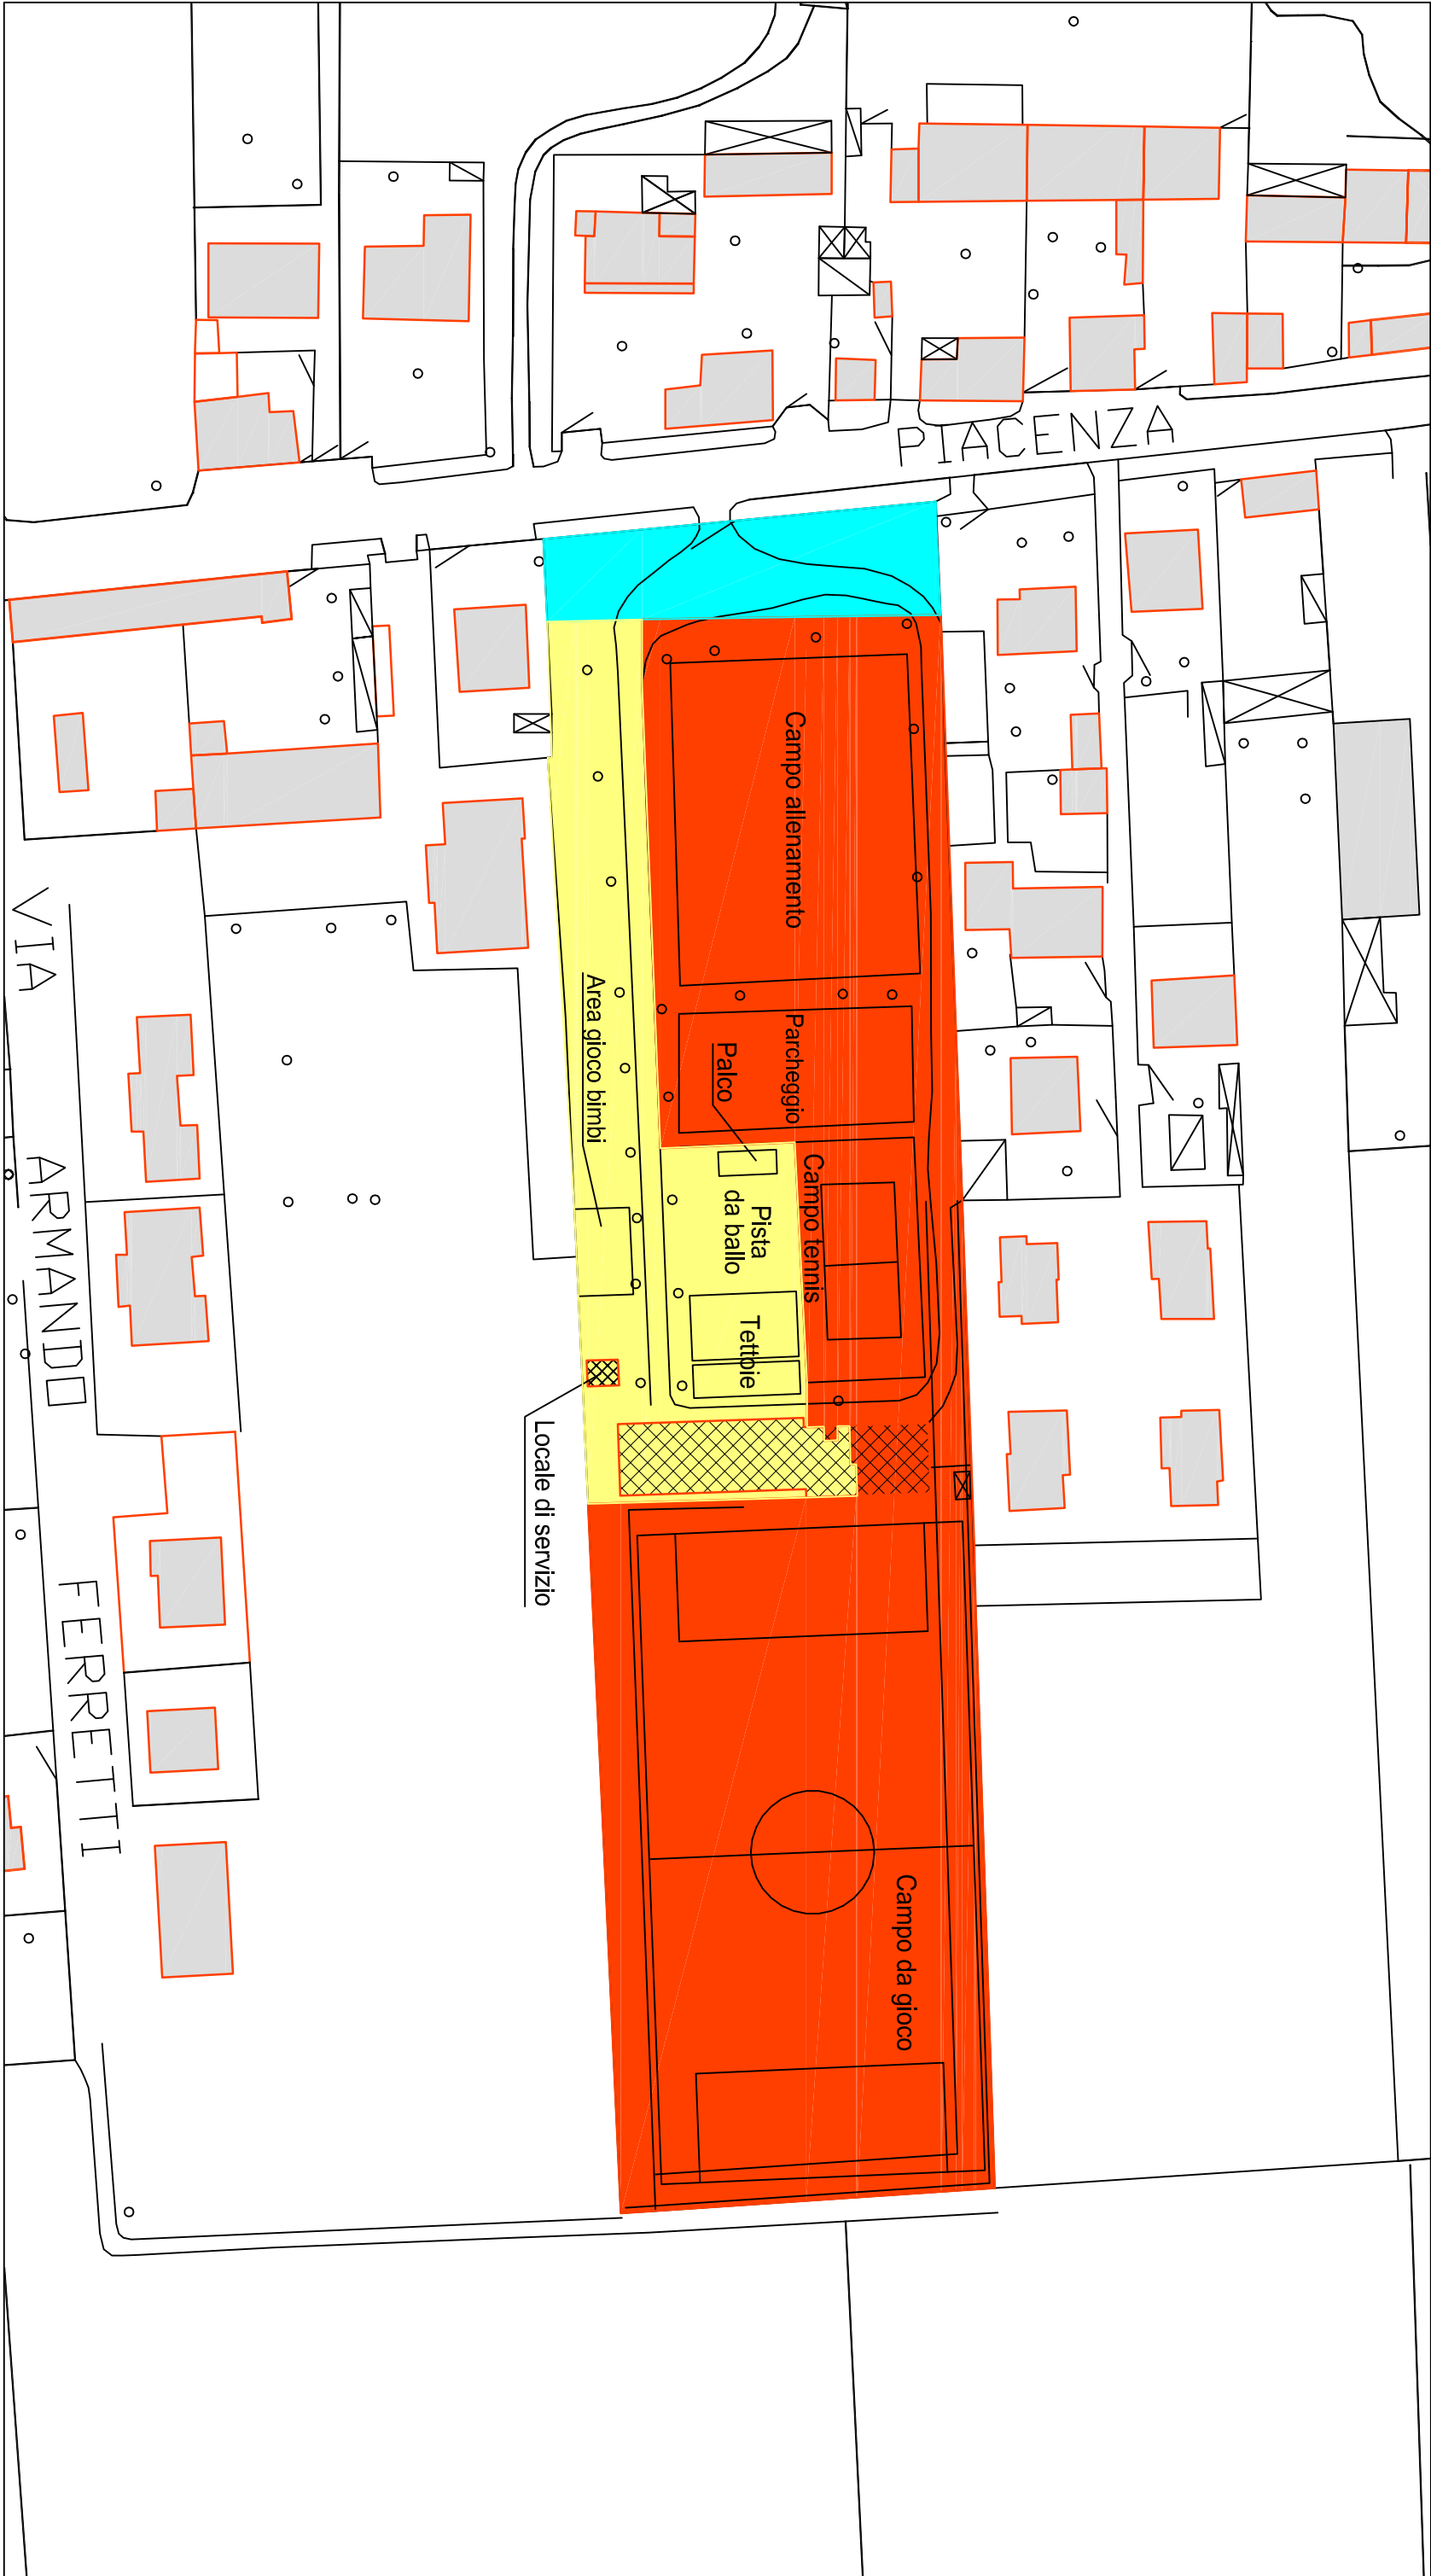 PIACENZA
Campo allenamento
Parcheggio
Palco
Area gioco bimbi
Campo tennis
Pista
da ballo
Tettoie
Locale di servizio
Campo da gioco
VIA ARMANDO FERRETTI